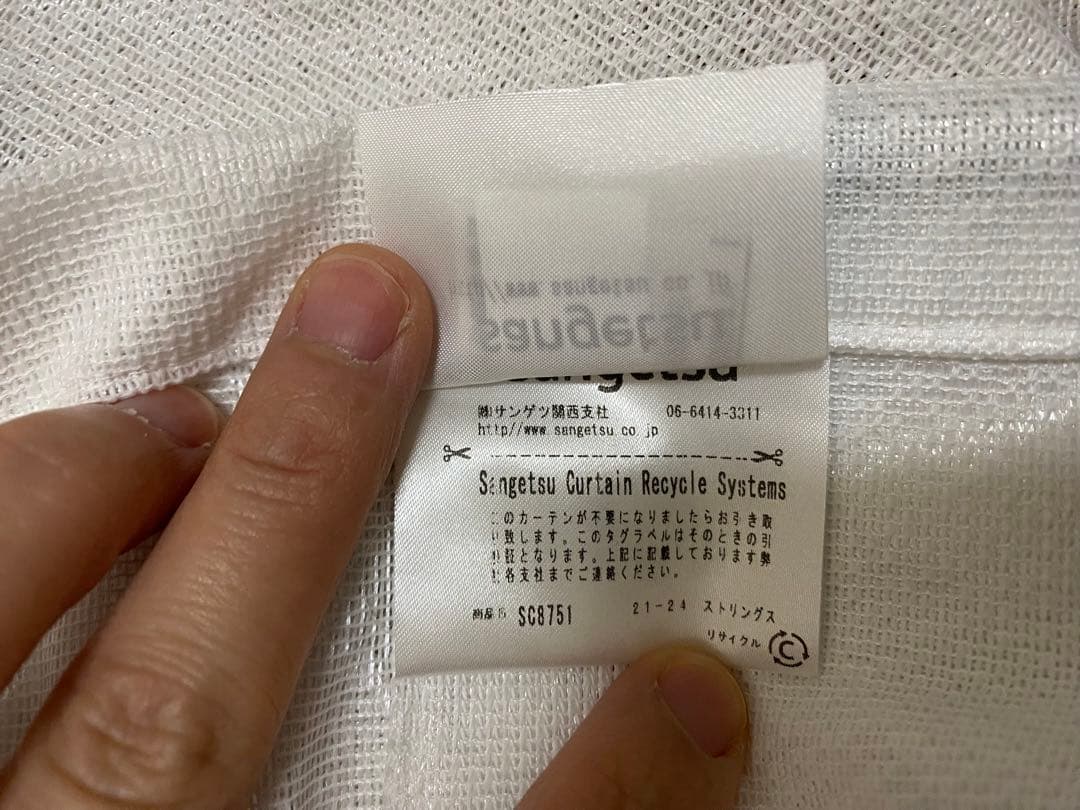 sangetsu
㈱サンゲツ関西支社 06-6414-3311
http//www.sangetsu.co.jp
Sangetsu Curtain Recycle Systems
このカーテンが不要になりましたらお引き取
り致します。このタグラベルはそのときの引
証となります。上記に記載しております弊
各支社までご連絡ください。
商品名 SC8751 21-24 ストリングス
リサイクル C